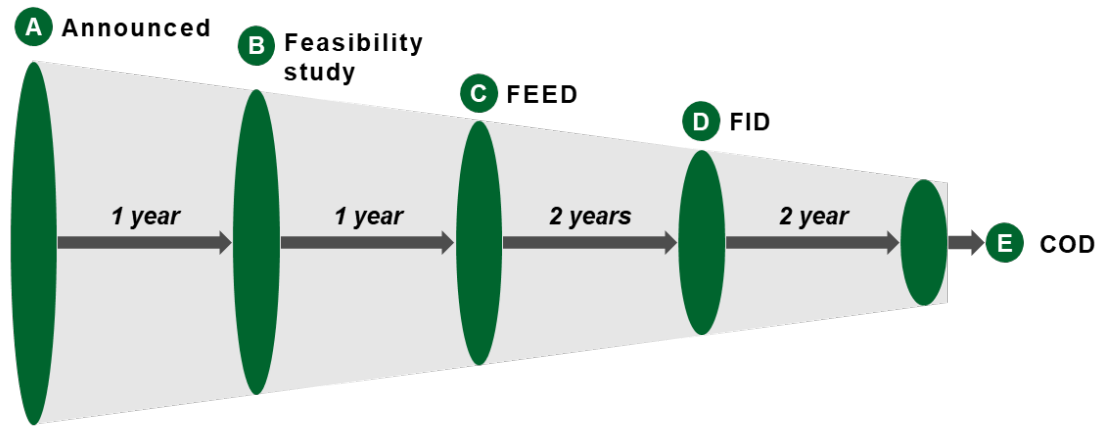 A Announced
B Feasibility
study
C FEED
D FID
1 year
1 year
2 years
2 year
E COD